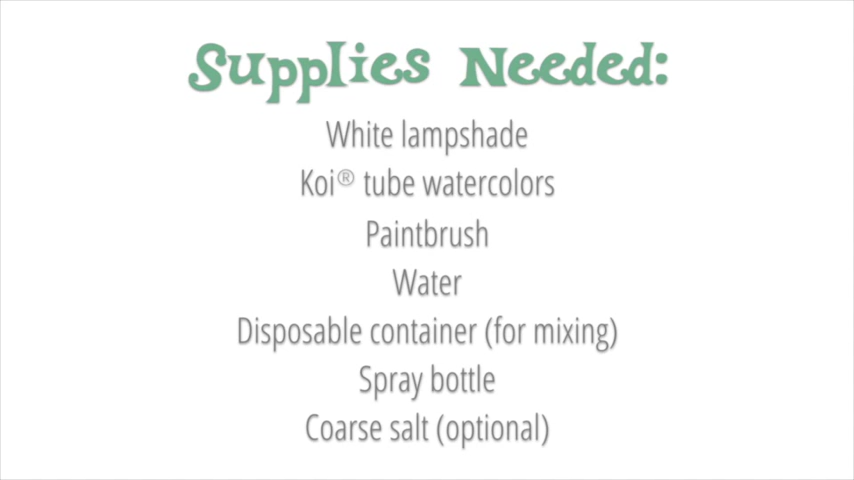 Supplies Needed:
White lampshade
Koi® tube watercolors
Paintbrush
Water
Disposable container (for mixing)
Spray bottle
Coarse salt (optional)